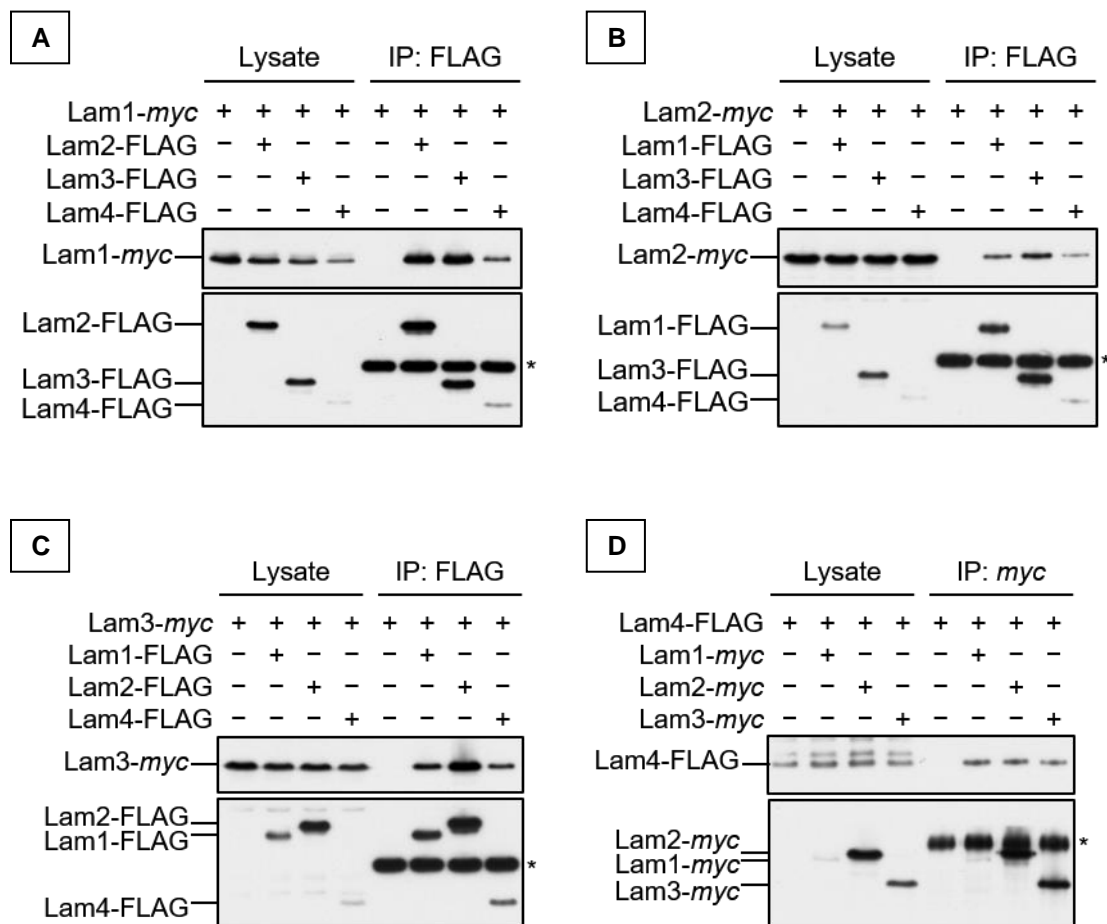 A
Lysate IP: FLAG
Lam1-myc + + + + + + + +
Lam2-FLAG – + – – – + – –
Lam3-FLAG – – + – – – + –
Lam4-FLAG – – – + – – – +
Lam1-myc
Lam2-FLAG
*
Lam3-FLAG
Lam4-FLAG
B
Lysate IP: FLAG
Lam2-myc + + + + + + + +
Lam1-FLAG – + – – – + – –
Lam3-FLAG – – + – – – + –
Lam4-FLAG – – – + – – – +
Lam2-myc
Lam1-FLAG
*
Lam3-FLAG
Lam4-FLAG
C
Lysate IP: FLAG
Lam3-myc + + + + + + + +
Lam1-FLAG – + – – – + – –
Lam2-FLAG – – + – – – + –
Lam4-FLAG – – – + – – – +
Lam3-myc
Lam2-FLAG
Lam1-FLAG
*
Lam4-FLAG
D
Lysate IP: myc
Lam4-FLAG + + + + + + + +
Lam1-myc – + – – – + – –
Lam2-myc – – + – – – + –
Lam3-myc – – – + – – – +
Lam4-FLAG
Lam2-myc *
Lam1-myc
Lam3-myc